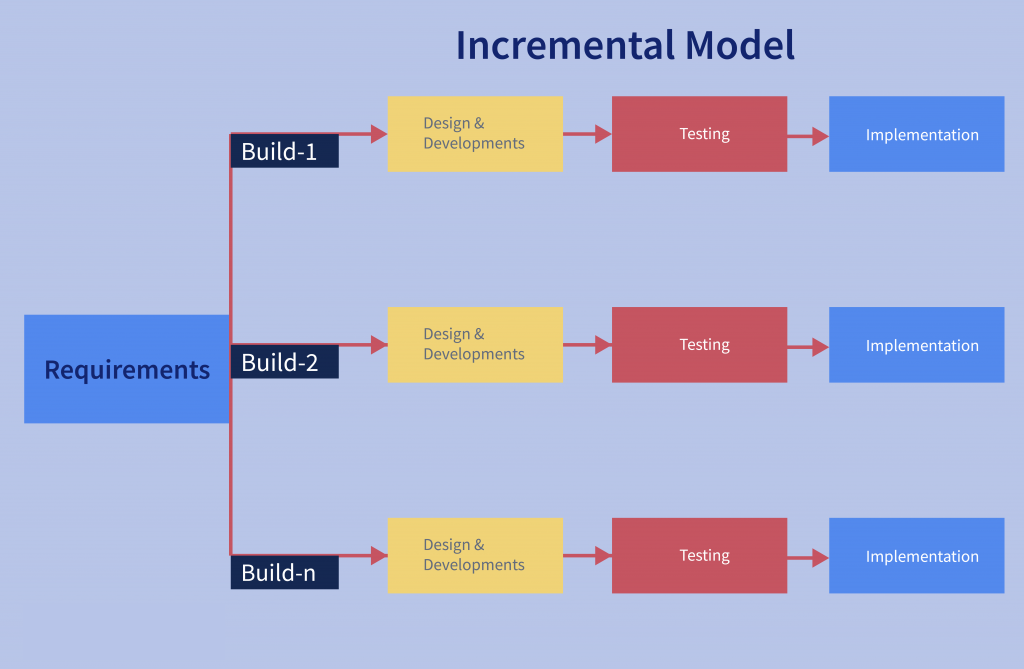 Incremental Model
Build-1
Design &
Developments
Testing
Implementation
Requirements
Build-2
Design &
Developments
Testing
Implementation
Build-n
Design &
Developments
Testing
Implementation